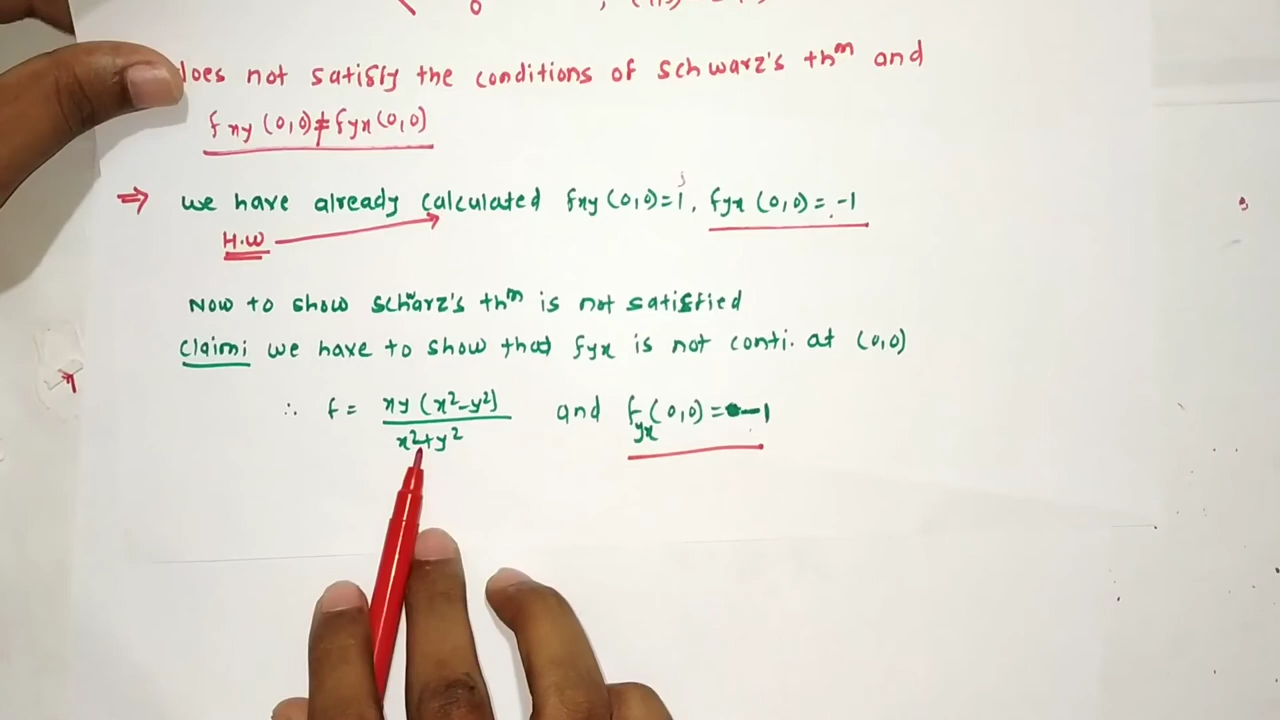 does not satisfy the conditions of Schwarz's thm and
fxy (0,0) ≠ fyx (0,0)
⇒ we have already calculated fxy (0,0) = 1, fyx (0,0) = -1
H.W
Now to show Schwarz's thm is not satisfied
Claim: we have to show that fyx is not conti. at (0,0)
∴ f = xy (x²-y²) / x²+y² and fyx (0,0) = -1